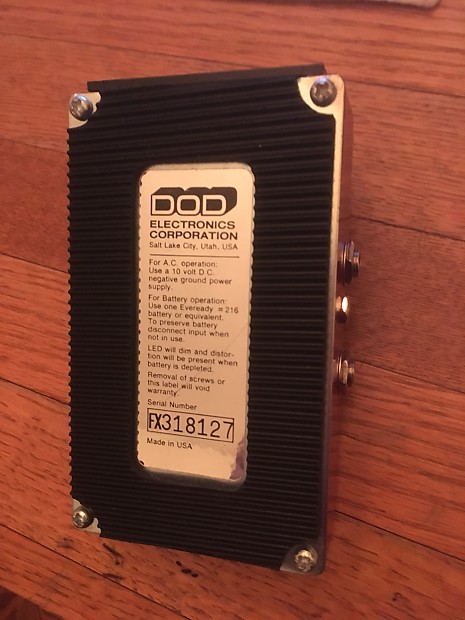 DOD
ELECTRONICS
CORPORATION
Salt Lake City, Utah, USA
For A.C. operation:
Use a 10 volt D.C.
negative ground power
supply.
For Battery operation:
Use one Eveready #216
battery or equivalent.
To preserve battery
disconnect input when
not in use.
LED will dim and distor-
tion will be present when
battery is depleted.
Removal of screws or
this label will void
warranty.
Serial Number
FX318127
Made in USA